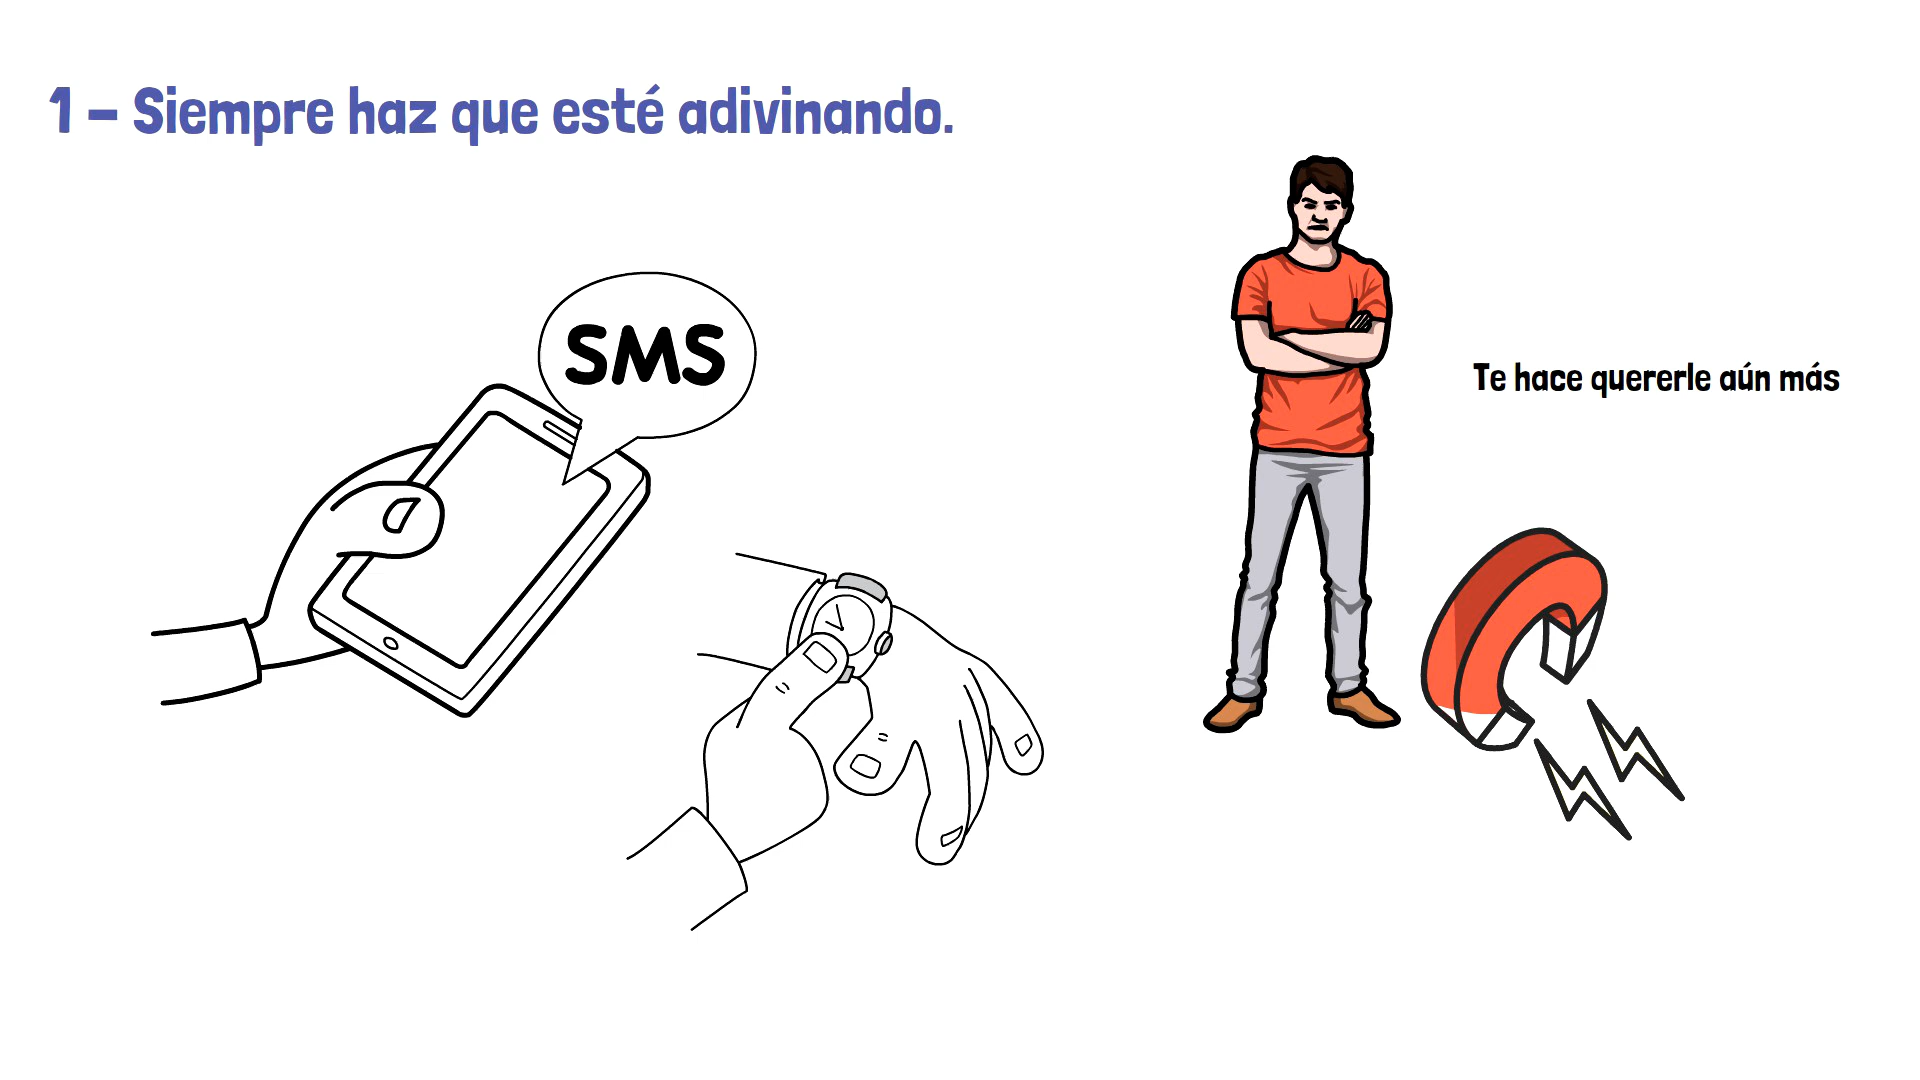 1 – Siempre haz que esté adivinando.
SMS
Te hace quererle aún más